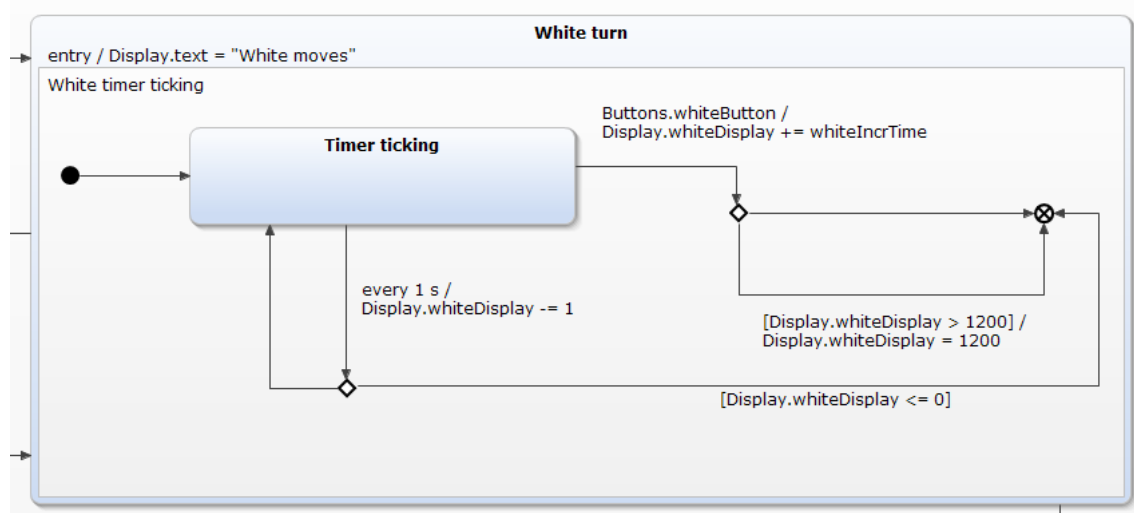 White turn
entry / Display.text = "White moves"
White timer ticking
Buttons.whiteButton /
Display.whiteDisplay += whiteIncrTime
Timer ticking
every 1 s /
Display.whiteDisplay -= 1
[Display.whiteDisplay > 1200] /
Display.whiteDisplay = 1200
[Display.whiteDisplay <= 0]